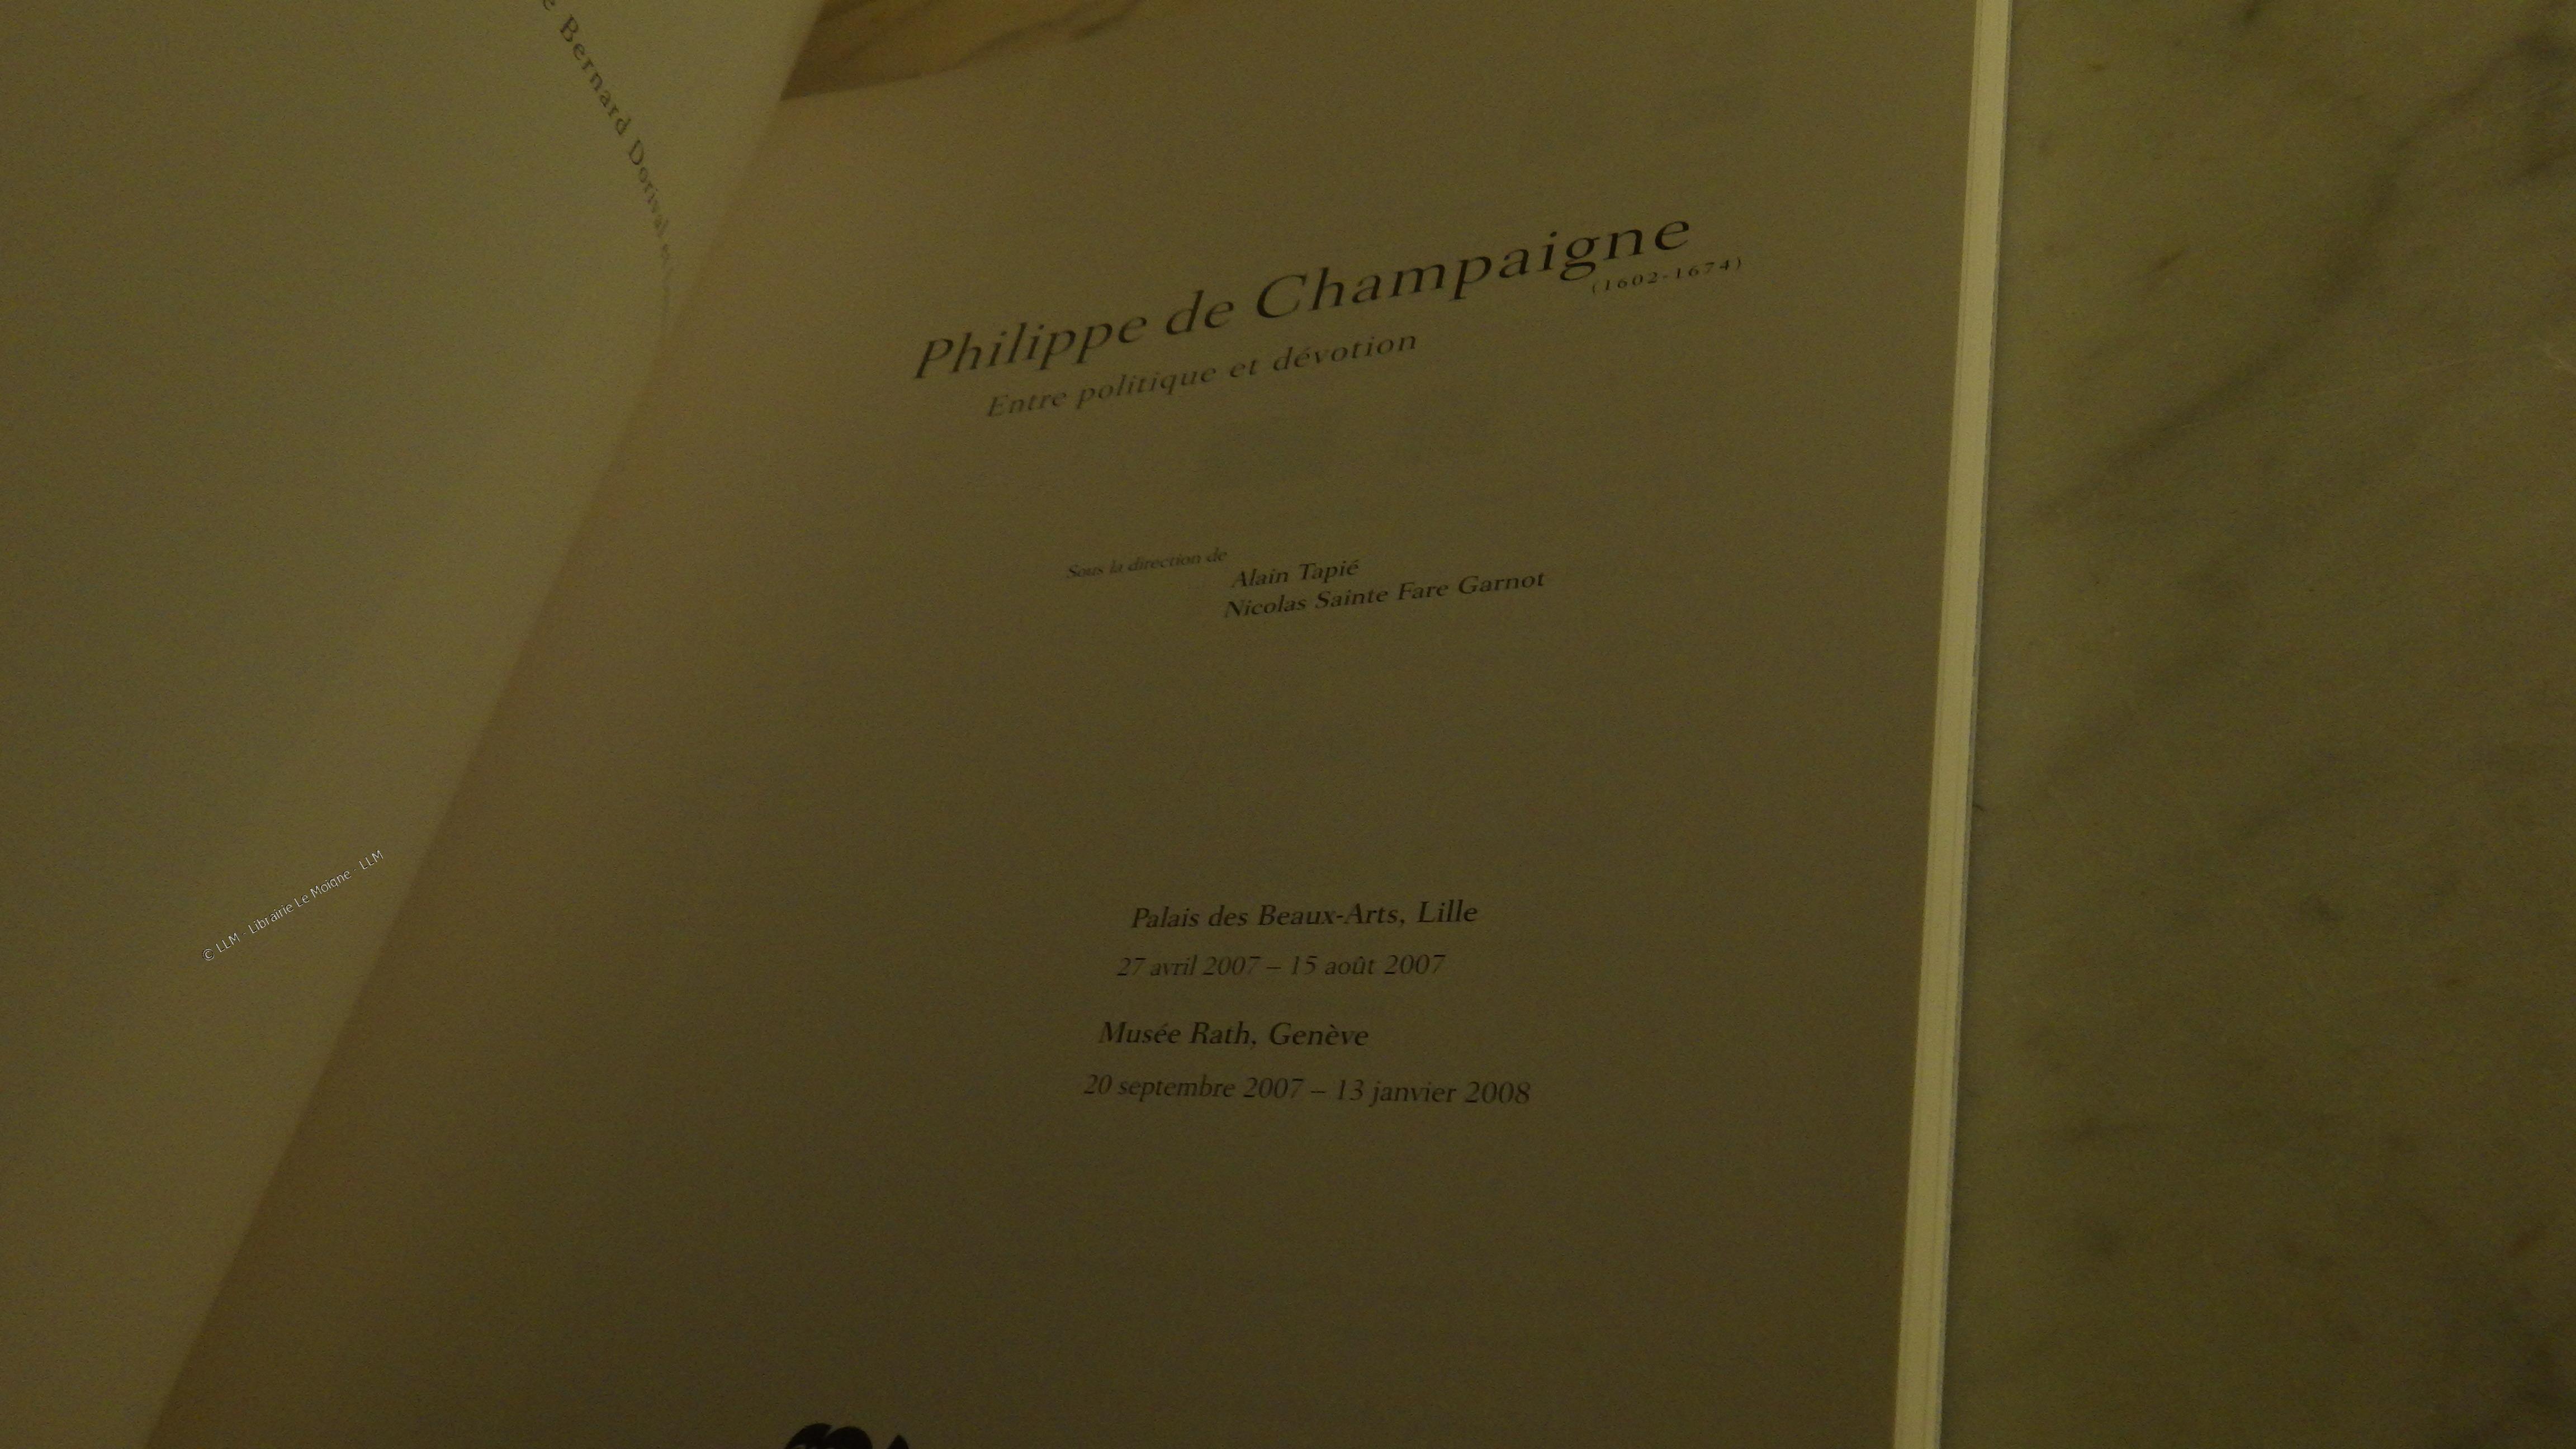 Bernard Dorival
Philippe de Champaigne
(1602-1674)
Entre politique et dévotion
Sous la direction de
Alain Tapié
Nicolas Sainte Fare Garnot
Palais des Beaux-Arts, Lille
27 avril 2007 – 15 août 2007
Musée Rath, Genève
20 septembre 2007 – 13 janvier 2008
© LLM - Librairie Le Moigne - LLM